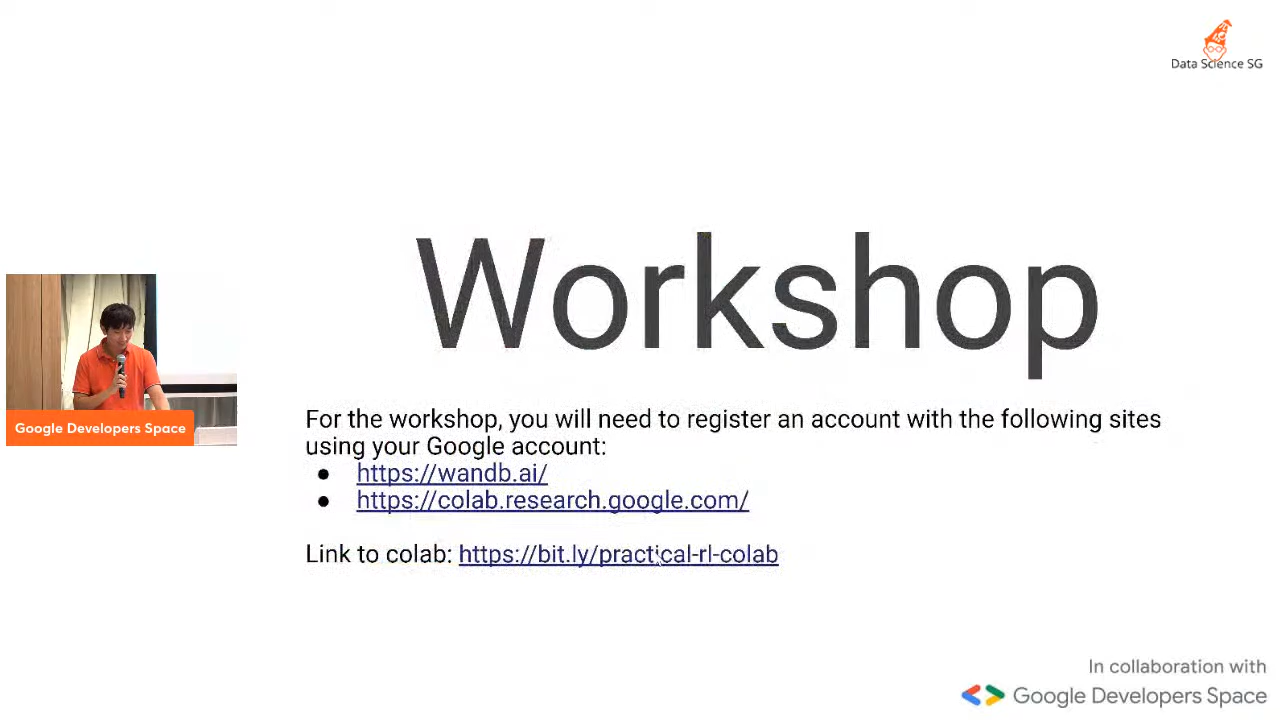 Data Science SG
Workshop
Google Developers Space
For the workshop, you will need to register an account with the following sites
using your Google account:
● https://wandb.ai/
● https://colab.research.google.com/
Link to colab: https://bit.ly/practical-rl-colab
In collaboration with
Google Developers Space